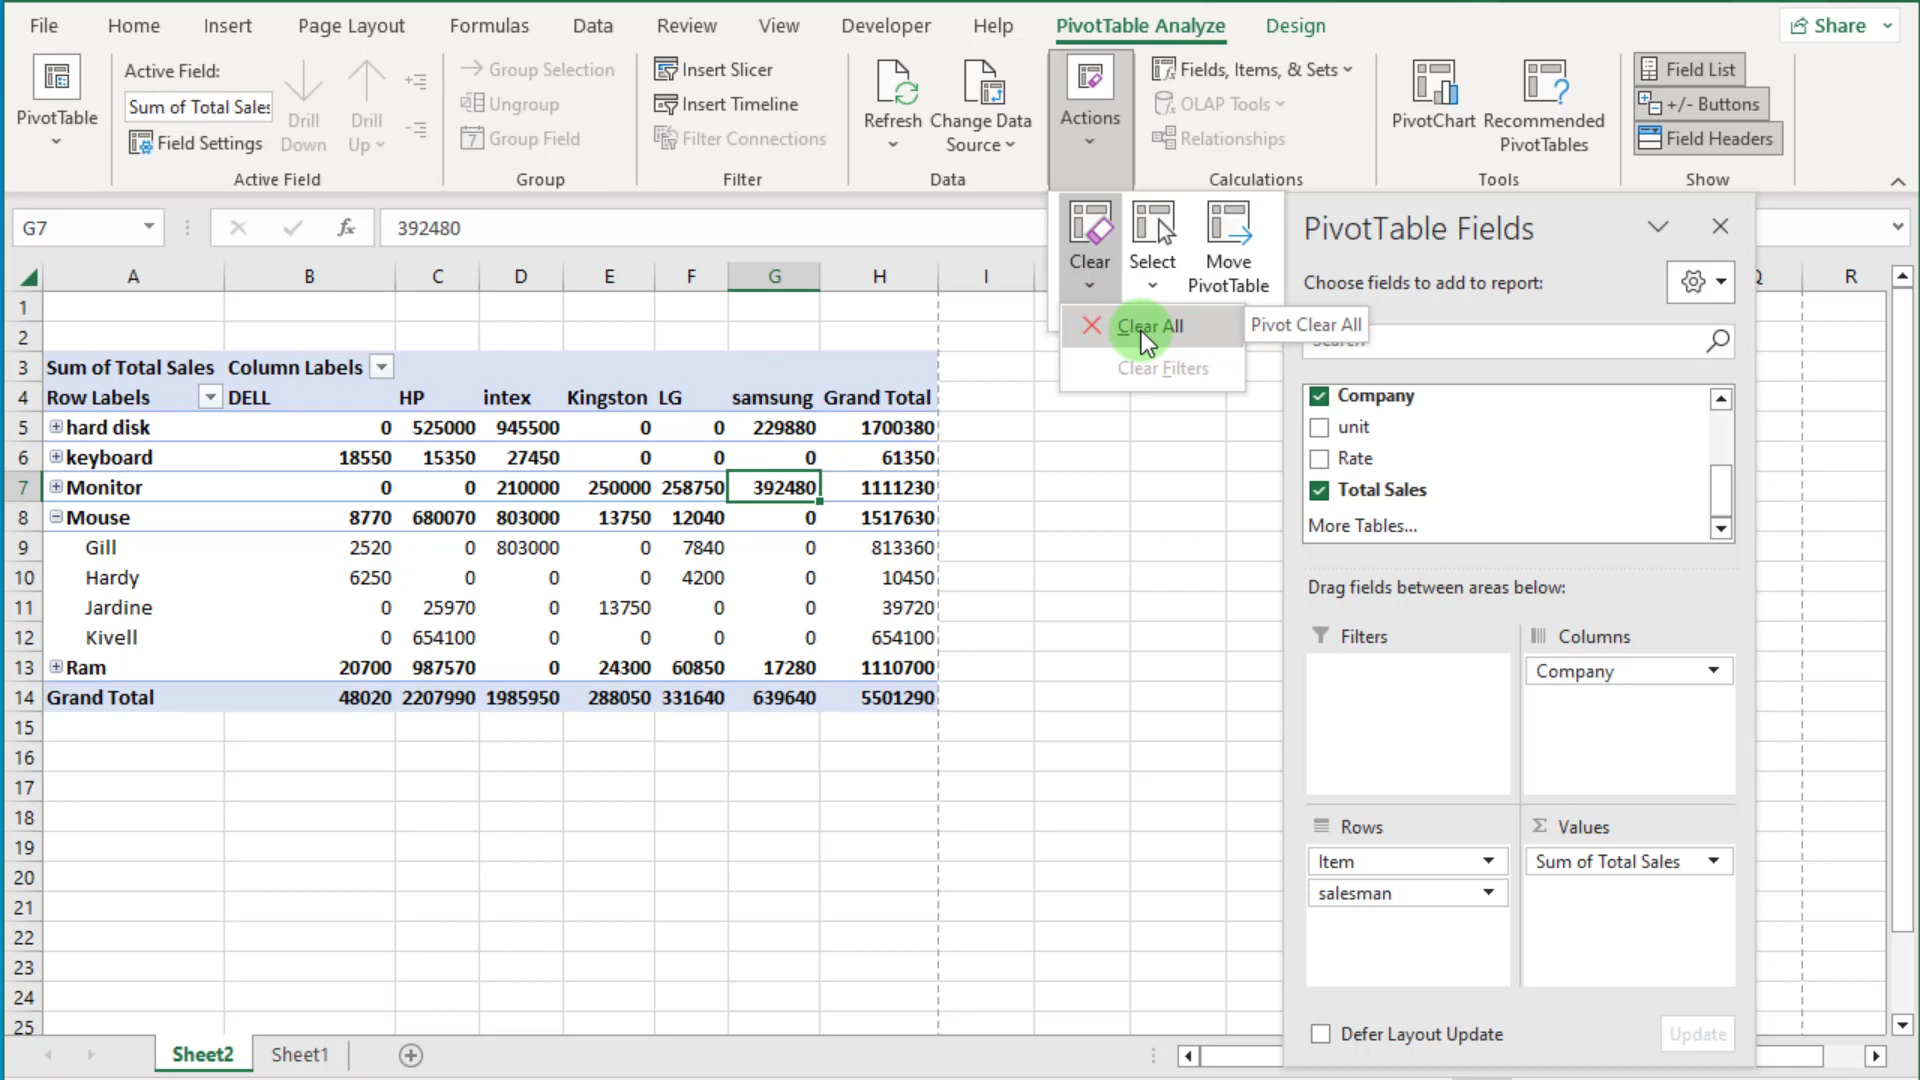 File Home Insert Page Layout Formulas Data Review View Developer Help PivotTable Analyze Design Share
PivotTable
Active Field:
Sum of Total Sales
Field Settings
Drill Down
Drill Up
Active Field
Group Selection
Ungroup
Group Field
Group
Insert Slicer
Insert Timeline
Filter Connections
Filter
Refresh
Change Data Source
Data
Actions
Fields, Items, & Sets
OLAP Tools
Relationships
Calculations
PivotChart
Recommended PivotTables
Tools
Field List
+/- Buttons
Field Headers
Show
G7 fx 392480
Clear
Select
Move PivotTable
Clear All
Clear Filters
Pivot Clear All
A B C D E F G H I R
1
2
3 Sum of Total Sales Column Labels
4 Row Labels DELL HP intex Kingston LG samsung Grand Total
5 hard disk 0 525000 945500 0 0 229880 1700380
6 keyboard 18550 15350 27450 0 0 0 61350
7 Monitor 0 0 210000 250000 258750 392480 1111230
8 Mouse 8770 680070 803000 13750 12040 0 1517630
9 Gill 2520 0 803000 0 7840 0 813360
10 Hardy 6250 0 0 0 4200 0 10450
11 Jardine 0 25970 0 13750 0 0 39720
12 Kivell 0 654100 0 0 0 0 654100
13 Ram 20700 987570 0 24300 60850 17280 1110700
14 Grand Total 48020 2207990 1985950 288050 331640 639640 5501290
15
16
17
18
19
20
21
22
23
24
25
PivotTable Fields
Choose fields to add to report:
Search
Company
unit
Rate
Total Sales
More Tables...
Drag fields between areas below:
Filters
Columns
Company
Rows
Item
salesman
Values
Sum of Total Sales
Defer Layout Update
Update
Sheet2 Sheet1